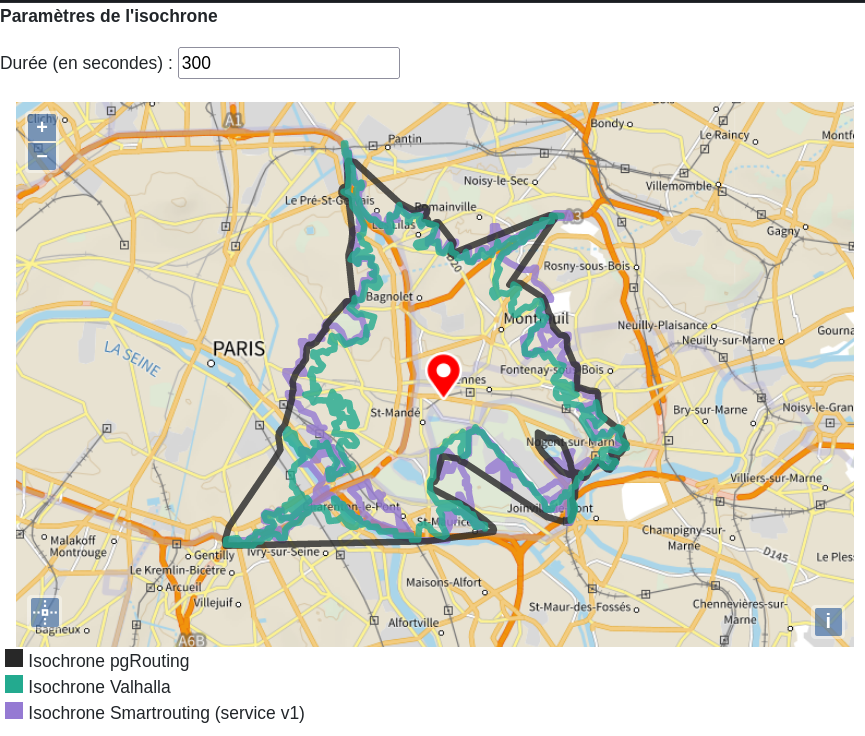 Paramètres de l'isochrone
Durée (en secondes) : 300
Clichy
+
A1
Pantin
Bondy
Le Raincy
Montf
−
Noisy-le-Sec
Villemomble
Le Pré-St-Gervais
Romainville
A3
Les Lilas
Gagny
Rosny-sous-Bois
Bagnolet
Montreuil
Neuilly-Plaisance
Gourna
Neuilly-sur-Marne
LA SEINE
PARIS
Fontenay-sous-Bois
ennes
St-Mandé
Bry-sur-Marne
Noisy-le-Gran
Nogent-sur-Marne
Villiers-sur-Marne
Charenton-le-Pont
Joinville-le-Pont
St-Maurice
Champigny-sur-
Marne
Malakoff
Montrouge
Gentilly
Ivry-sur-Seine
D145
Le Ples
Le Kremlin-Bicêtre
Arcueil
Maisons-Alfort
Villejuif
St-Maur-des-Fossés
Chennevières-sur-
Marne
Alfortville
i
Bagneux
A6B
Isochrone pgRouting
Isochrone Valhalla
Isochrone Smartrouting (service v1)